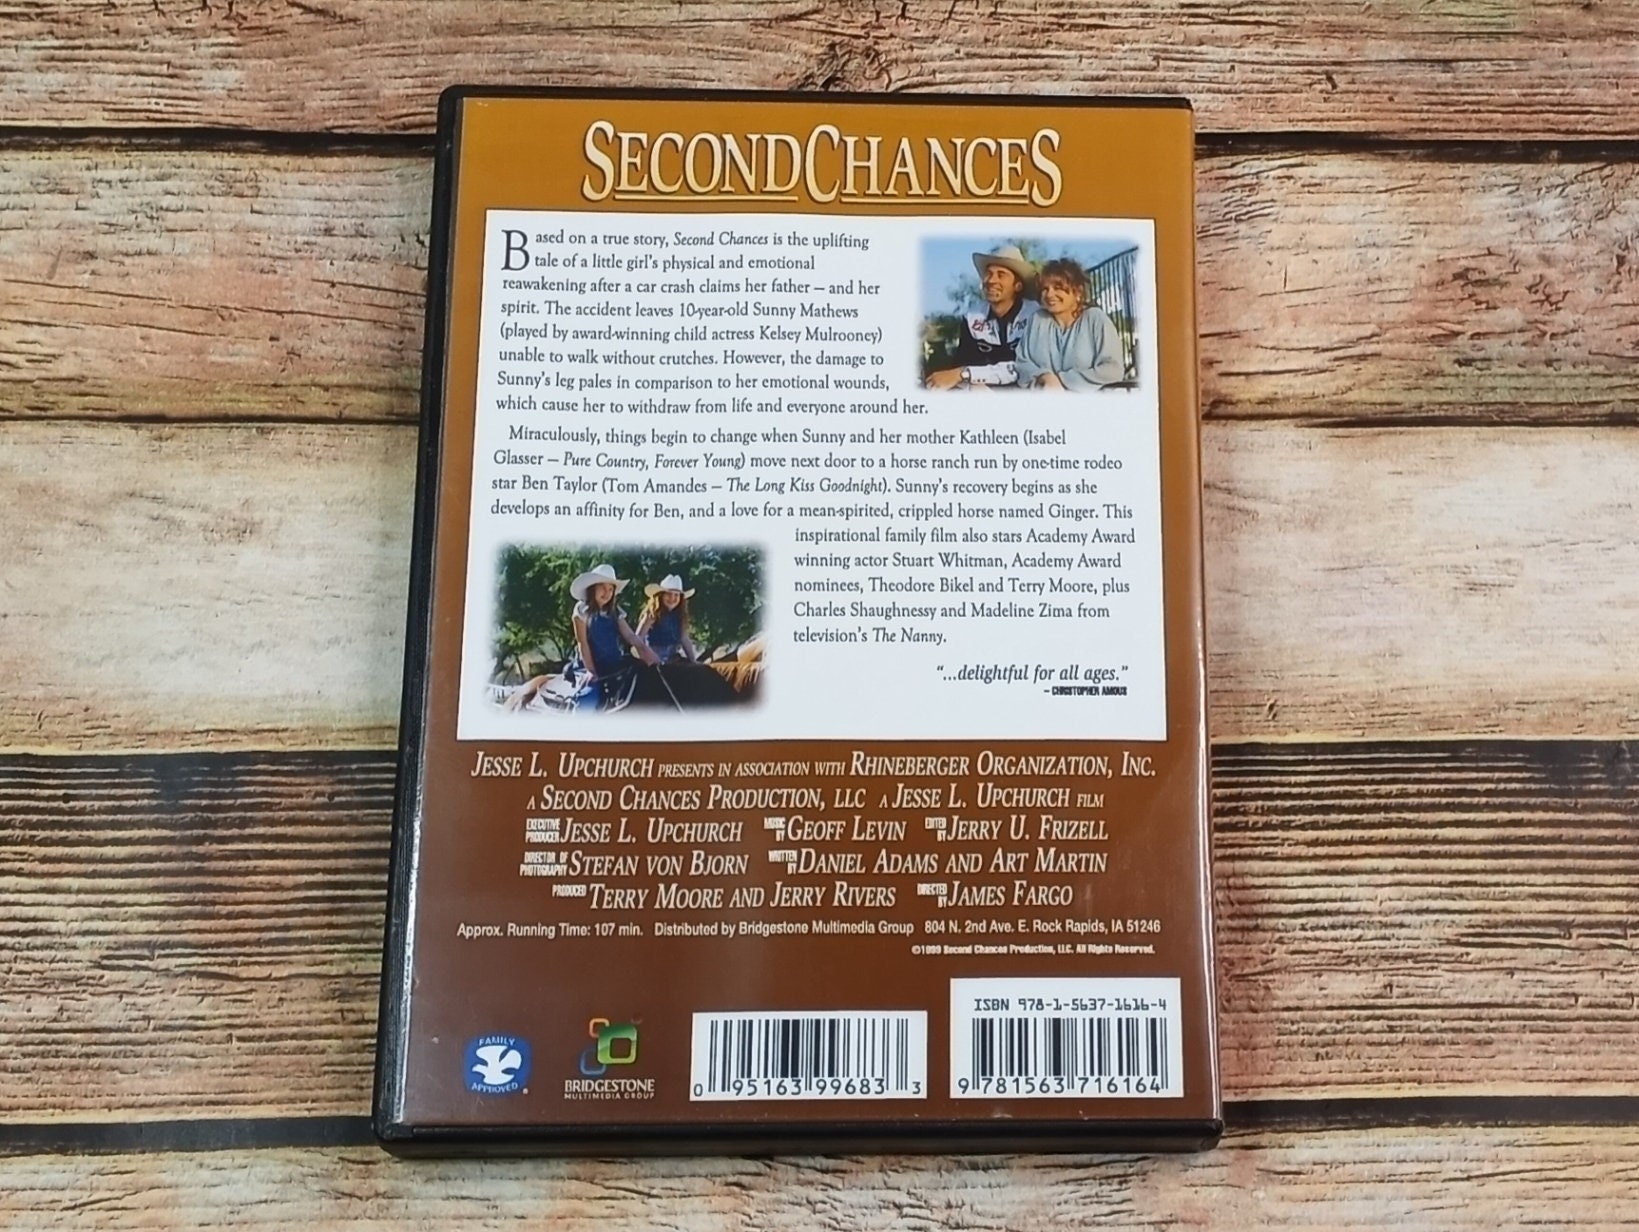 SECOND CHANCES
Based on a true story, Second Chances is the uplifting
tale of a little girl's physical and emotional
reawakening after a car crash claims her father – and her
spirit. The accident leaves 10-year-old Sunny Mathews
(played by award-winning child actress Kelsey Mulrooney)
unable to walk without crutches. However, the damage to
Sunny's leg pales in comparison to her emotional wounds,
which cause her to withdraw from life and everyone around her.
Miraculously, things begin to change when Sunny and her mother Kathleen (Isabel
Glasser – Pure Country, Forever Young) move next door to a horse ranch run by one-time rodeo
star Ben Taylor (Tom Amandes – The Long Kiss Goodnight). Sunny's recovery begins as she
develops an affinity for Ben, and a love for a mean-spirited, crippled horse named Ginger. This
inspirational family film also stars Academy Award
winning actor Stuart Whitman, Academy Award
nominees, Theodore Bikel and Terry Moore, plus
Charles Shaughnessy and Madeline Zima from
television's The Nanny.
"...delightful for all ages."
– CHRISTOPHER AMOUS
JESSE L. UPCHURCH PRESENTS IN ASSOCIATION WITH RHINEBERGER ORGANIZATION, INC.
A SECOND CHANCES PRODUCTION, LLC A JESSE L. UPCHURCH FILM
EXECUTIVE PRODUCER JESSE L. UPCHURCH MUSIC BY GEOFF LEVIN EDITED BY JERRY U. FRIZELL
DIRECTOR OF PHOTOGRAPHY STEFAN VON BJORN WRITTEN BY DANIEL ADAMS AND ART MARTIN
PRODUCED TERRY MOORE AND JERRY RIVERS DIRECTED BY JAMES FARGO
Approx. Running Time: 107 min. Distributed by Bridgestone Multimedia Group 804 N. 2nd Ave. E. Rock Rapids, IA 51246
©1999 Second Chances Production, LLC. All Rights Reserved.
FAMILY
APPROVED
BRIDGESTONE
MULTIMEDIA GROUP
0 95163 99683 3
ISBN 978-1-5637-1616-4
9 781563 716164